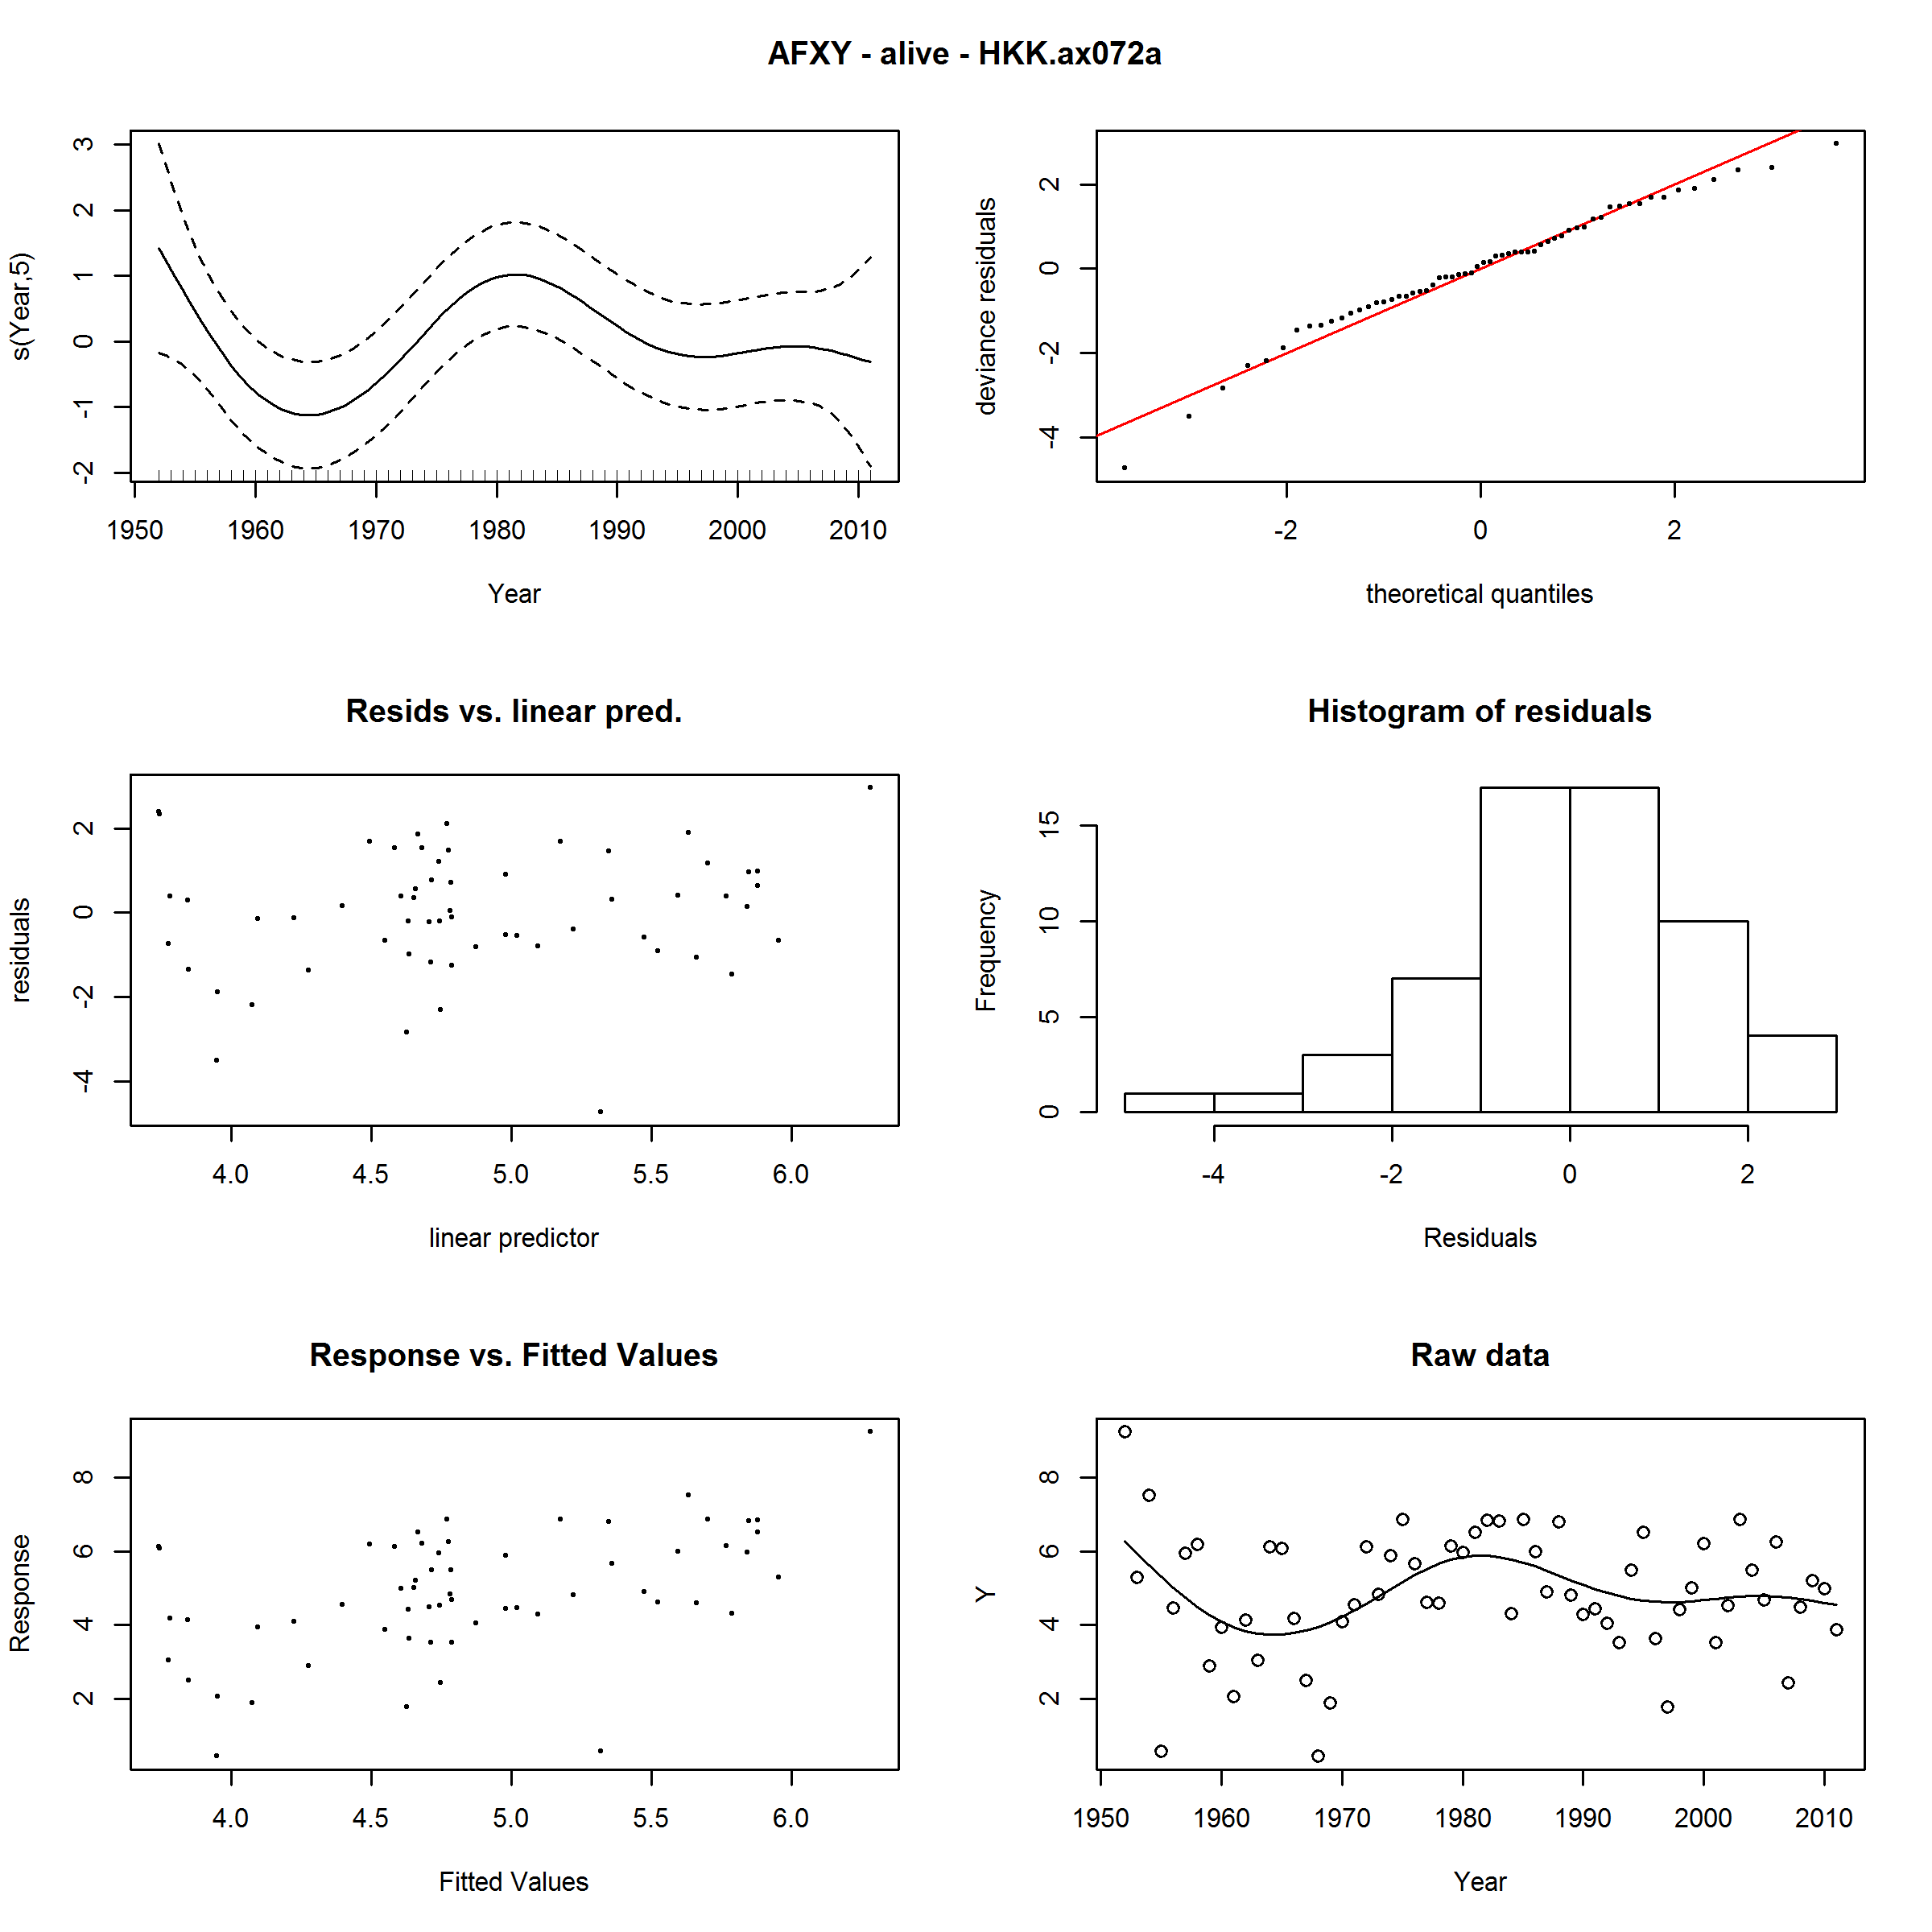 AFXY - alive - HKK.ax072a
s(Year,5)
3
2
1
0
-1
-2
1950 1960 1970 1980 1990 2000 2010
Year
deviance residuals
2
0
-2
-4
-2 0 2
theoretical quantiles
Resids vs. linear pred.
residuals
2
0
-2
-4
4.0 4.5 5.0 5.5 6.0
linear predictor
Histogram of residuals
Frequency
15
10
5
0
-4 -2 0 2
Residuals
Response vs. Fitted Values
Response
8
6
4
2
4.0 4.5 5.0 5.5 6.0
Fitted Values
Raw data
Y
8
6
4
2
1950 1960 1970 1980 1990 2000 2010
Year